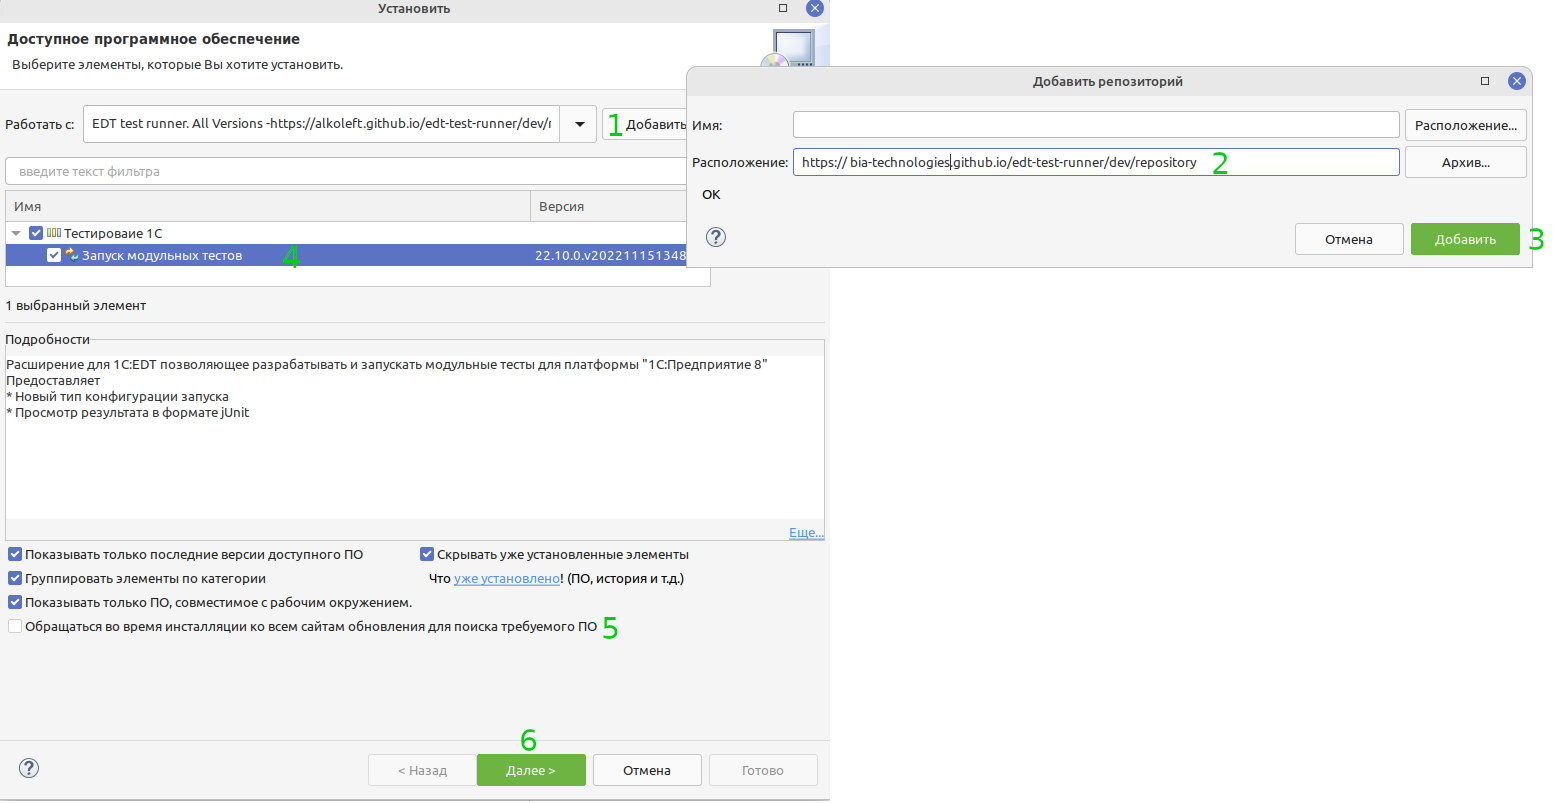 Установить
Доступное программное обеспечение
Выберите элементы, которые Вы хотите установить.
Работать с: EDT test runner. All Versions -https://alkoleft.github.io/edt-test-runner/dev/r 1 Добавить
введите текст фильтра
Имя Версия
Тестироваие 1С
Запуск модульных тестов 4 22.10.0.v202211151348
1 выбранный элемент
Подробности
Расширение для 1С:EDT позволяющее разрабатывать и запускать модульные тесты для платформы "1С:Предприятие 8"
Предоставляет
* Новый тип конфигурации запуска
* Просмотр результата в формате jUnit
Еще...
Показывать только последние версии доступного ПО Скрывать уже установленные элементы
Группировать элементы по категории Что уже установлено! (ПО, история и т.д.)
Показывать только ПО, совместимое с рабочим окружением.
Обращаться во время инсталляции ко всем сайтам обновления для поиска требуемого ПО 5
6
< Назад Далее > Отмена Готово
Добавить репозиторий
Имя: Расположение...
Расположение: https:// bia-technologies.github.io/edt-test-runner/dev/repository 2 Архив...
OK
Отмена Добавить 3